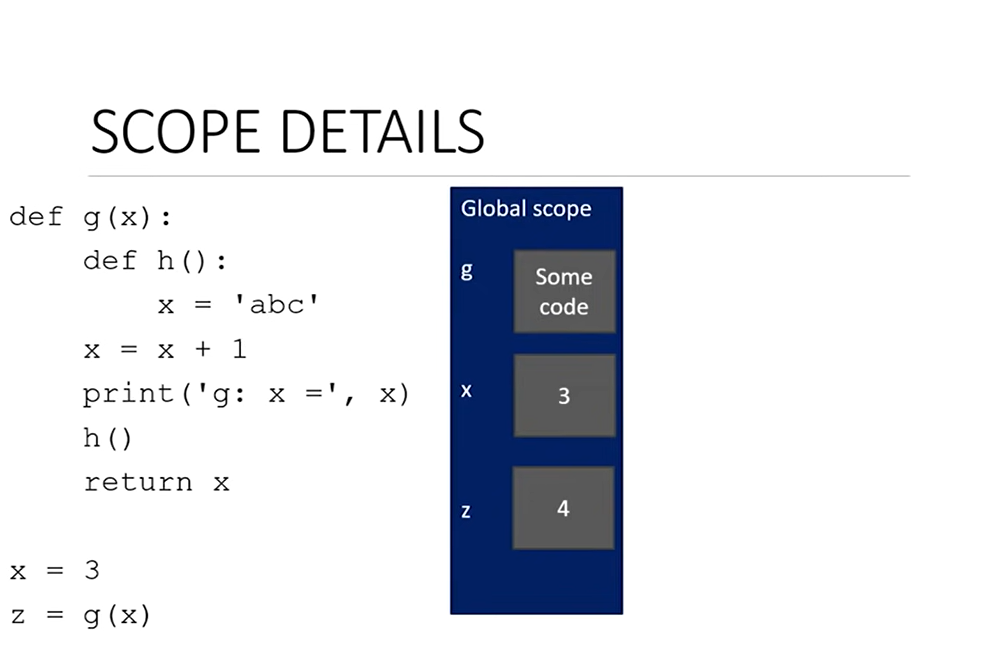 SCOPE DETAILS
def g(x):
    def h():
        x = 'abc'
    x = x + 1
    print('g: x =', x)
    h()
    return x
x = 3
z = g(x)
Global scope
g
Some
code
x
3
z
4